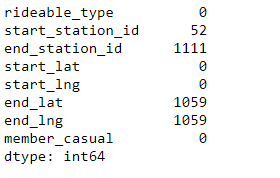 rideable_type 0
start_station_id 52
end_station_id 1111
start_lat 0
start_lng 0
end_lat 1059
end_lng 1059
member_casual 0
dtype: int64